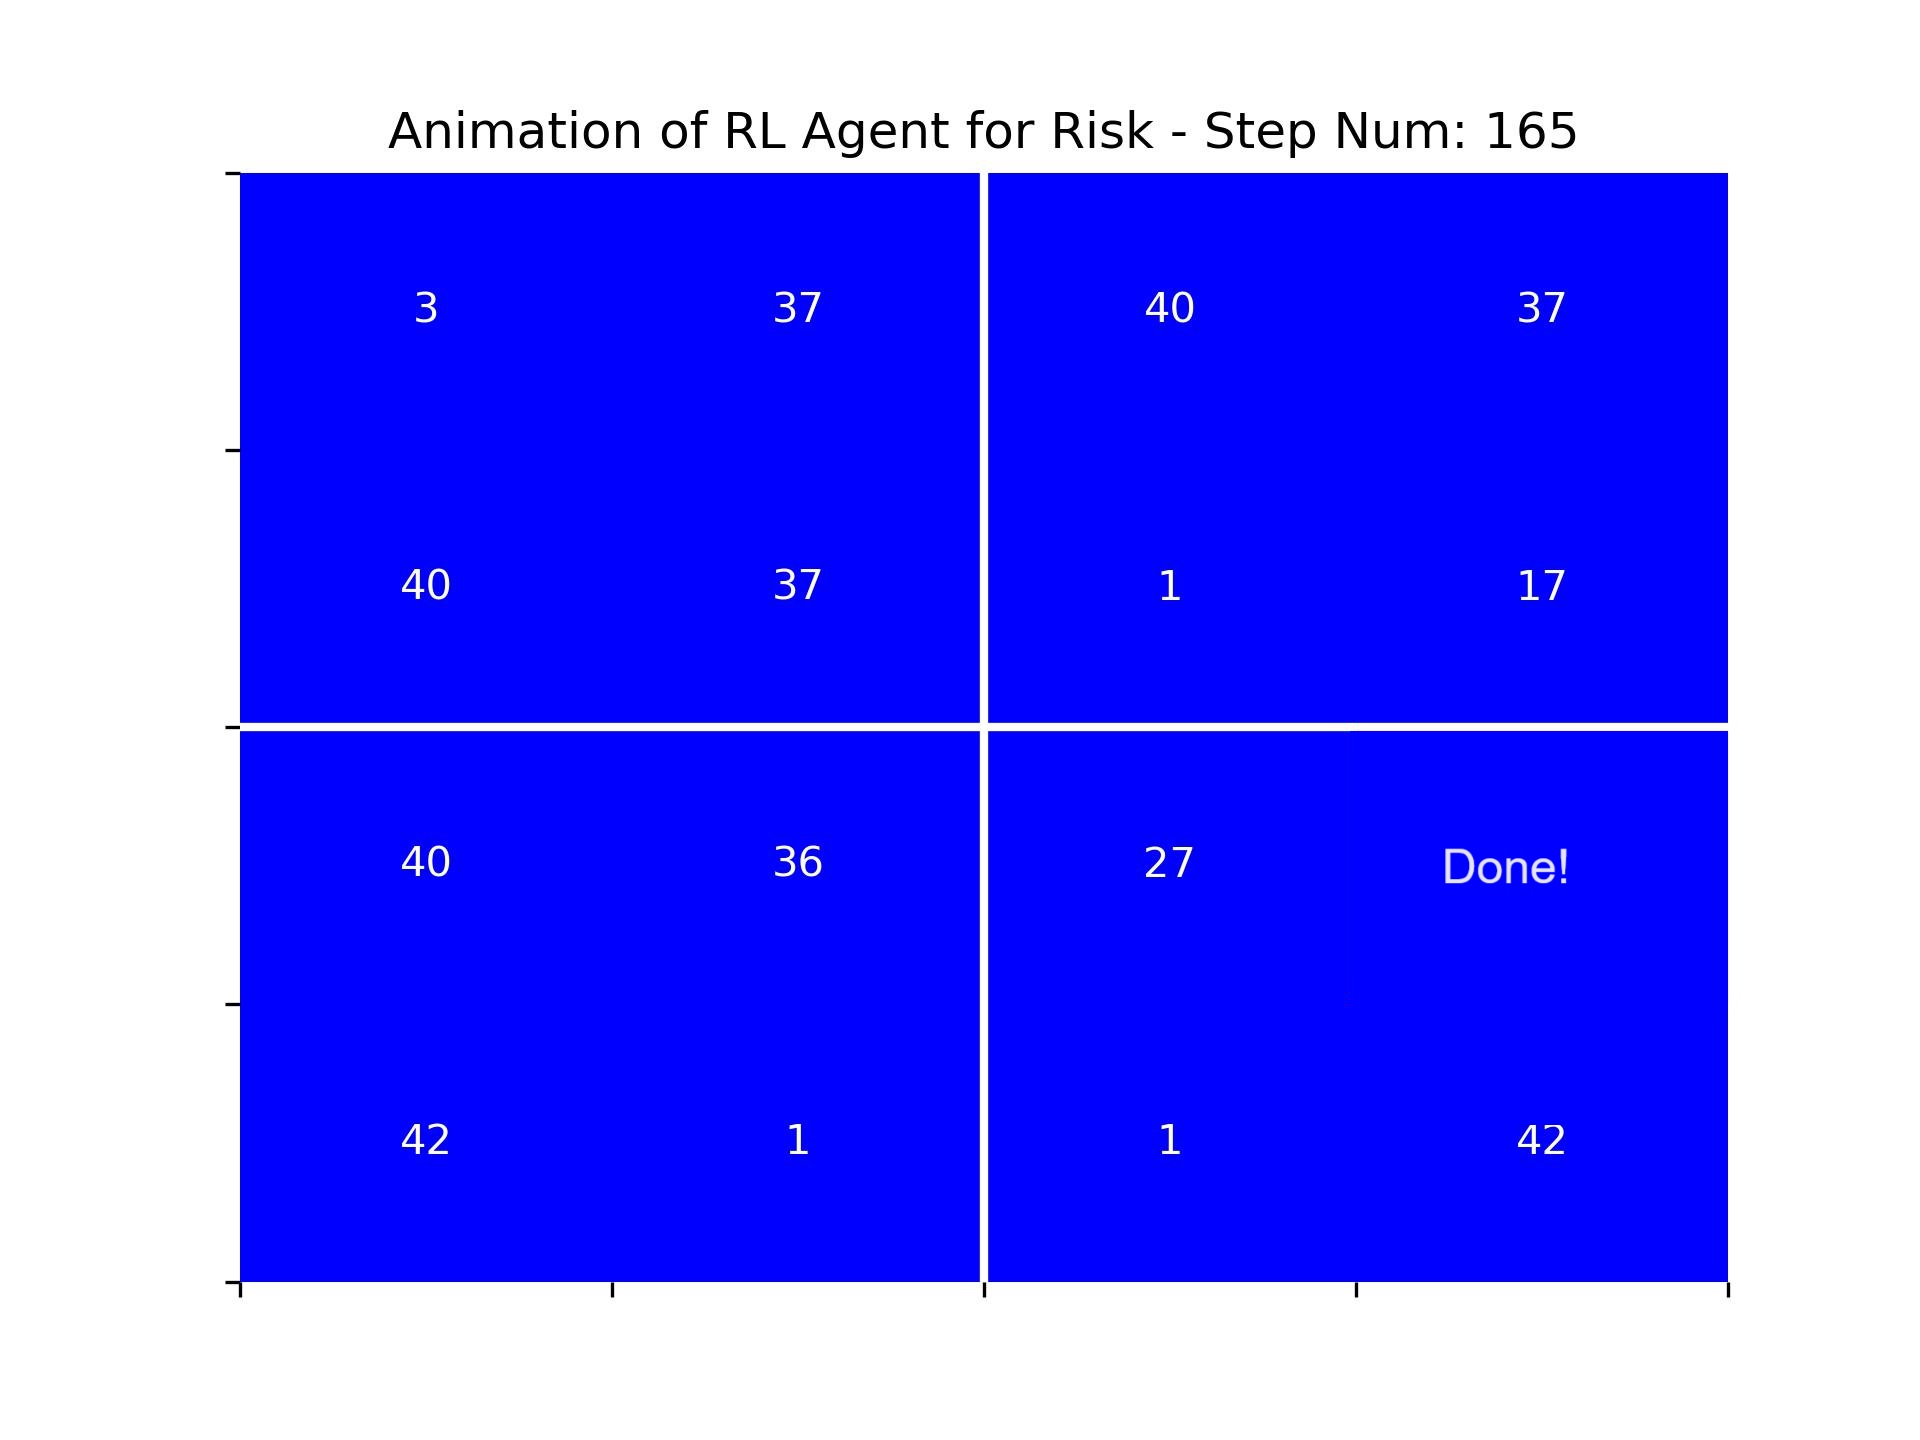 Animation of RL Agent for Risk - Step Num: 165
3 37 40 37
40 37 1 17
40 36 27 Done!
42 1 1 42